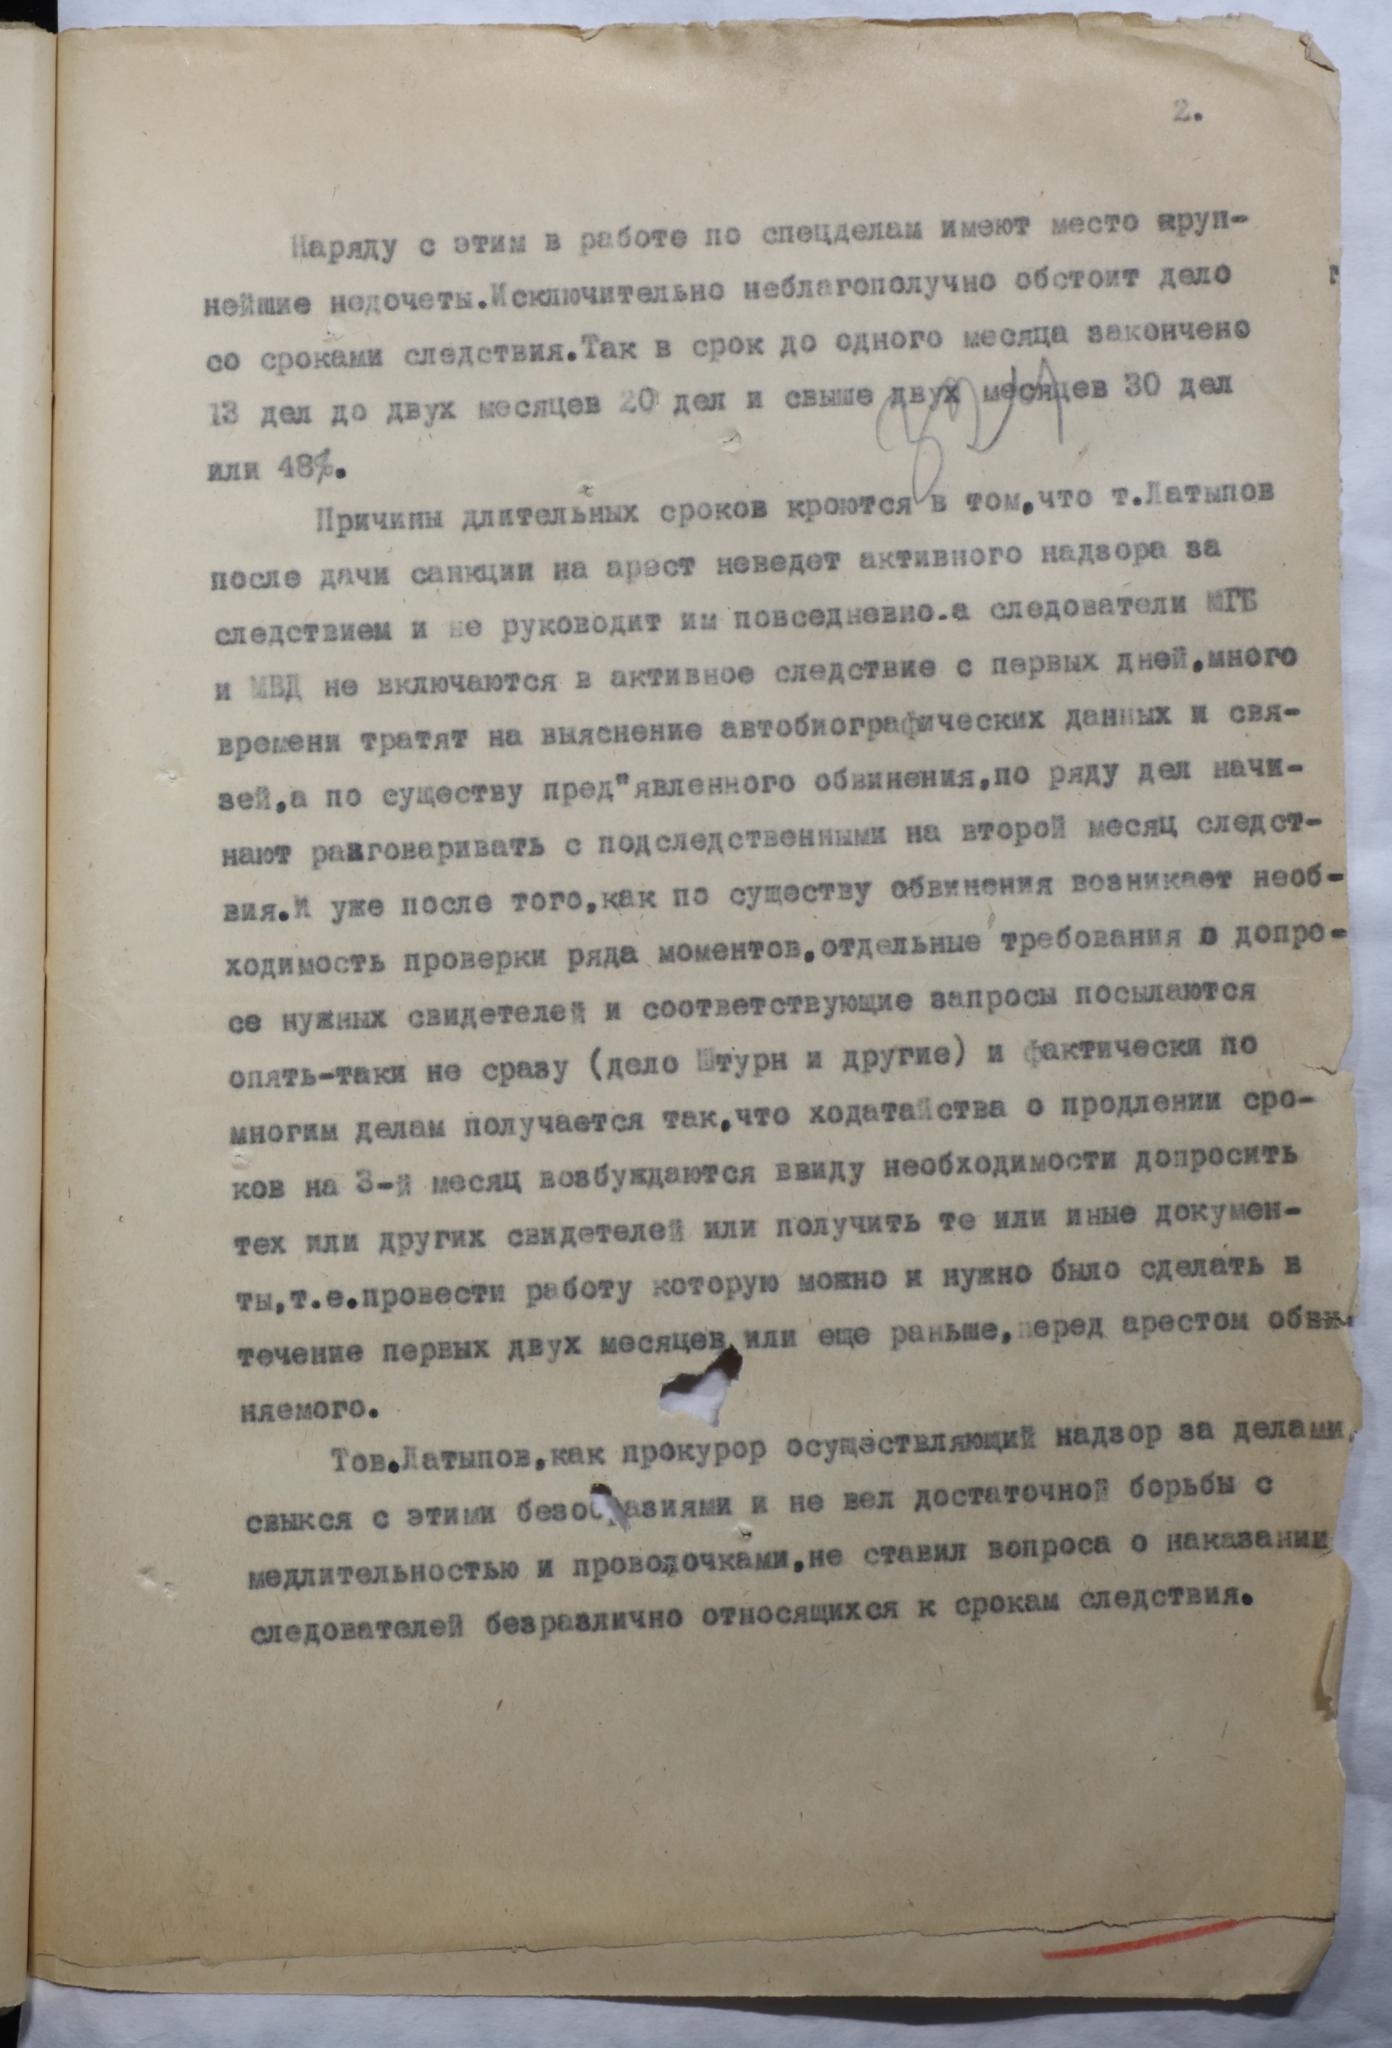 2.
Наряду с этим в работе по спецделам имеют место круп-
нейшие недочеты.Исключительно неблагополучно обстоит дело
со сроками следствия.Так в срок до одного месяца закончено
13 дел до двух месяцев 20 дел и свыше двух месяцев 30 дел
или 48%.
Причины длительных сроков кроются в том,что т.Латыпов
после дачи санкции на арест неведет активного надзора за
следствием и не руководит им повседневно.а следователи МГБ
и МВД не включаются в активное следствие с первых дней,много
времени тратят на выяснение автобиографических данных и свя-
зей,а по существу пред"явленного обвинения,по ряду дел начи-
нают разговаривать с подследственными на второй месяц следст-
вия.И уже после того,как по существу обвинения возникает необ-
ходимость проверки ряда моментов,отдельные требования о допро-
се нужных свидетелей и соответствующие запросы посылаются
опять-таки не сразу (дело Штурн и другие) и фактически по
многим делам получается так,что ходатайства о продлении сро-
ков на 3-й месяц возбуждаются ввиду необходимости допросить
тех или других свидетелей или получить те или иные докумен-
ты,т.е.провести работу которую можно и нужно было сделать в
течение первых двух месяцев,или еще раньше,перед арестом обви-
няемого.
Тов.Латыпов,как прокурор осуществляющий надзор за делами,
свыкся с этими безобразиями и не вел достаточной борьбы с
медлительностью и проволочками,не ставил вопроса о наказании
следователей безразлично относящихся к срокам следствия.